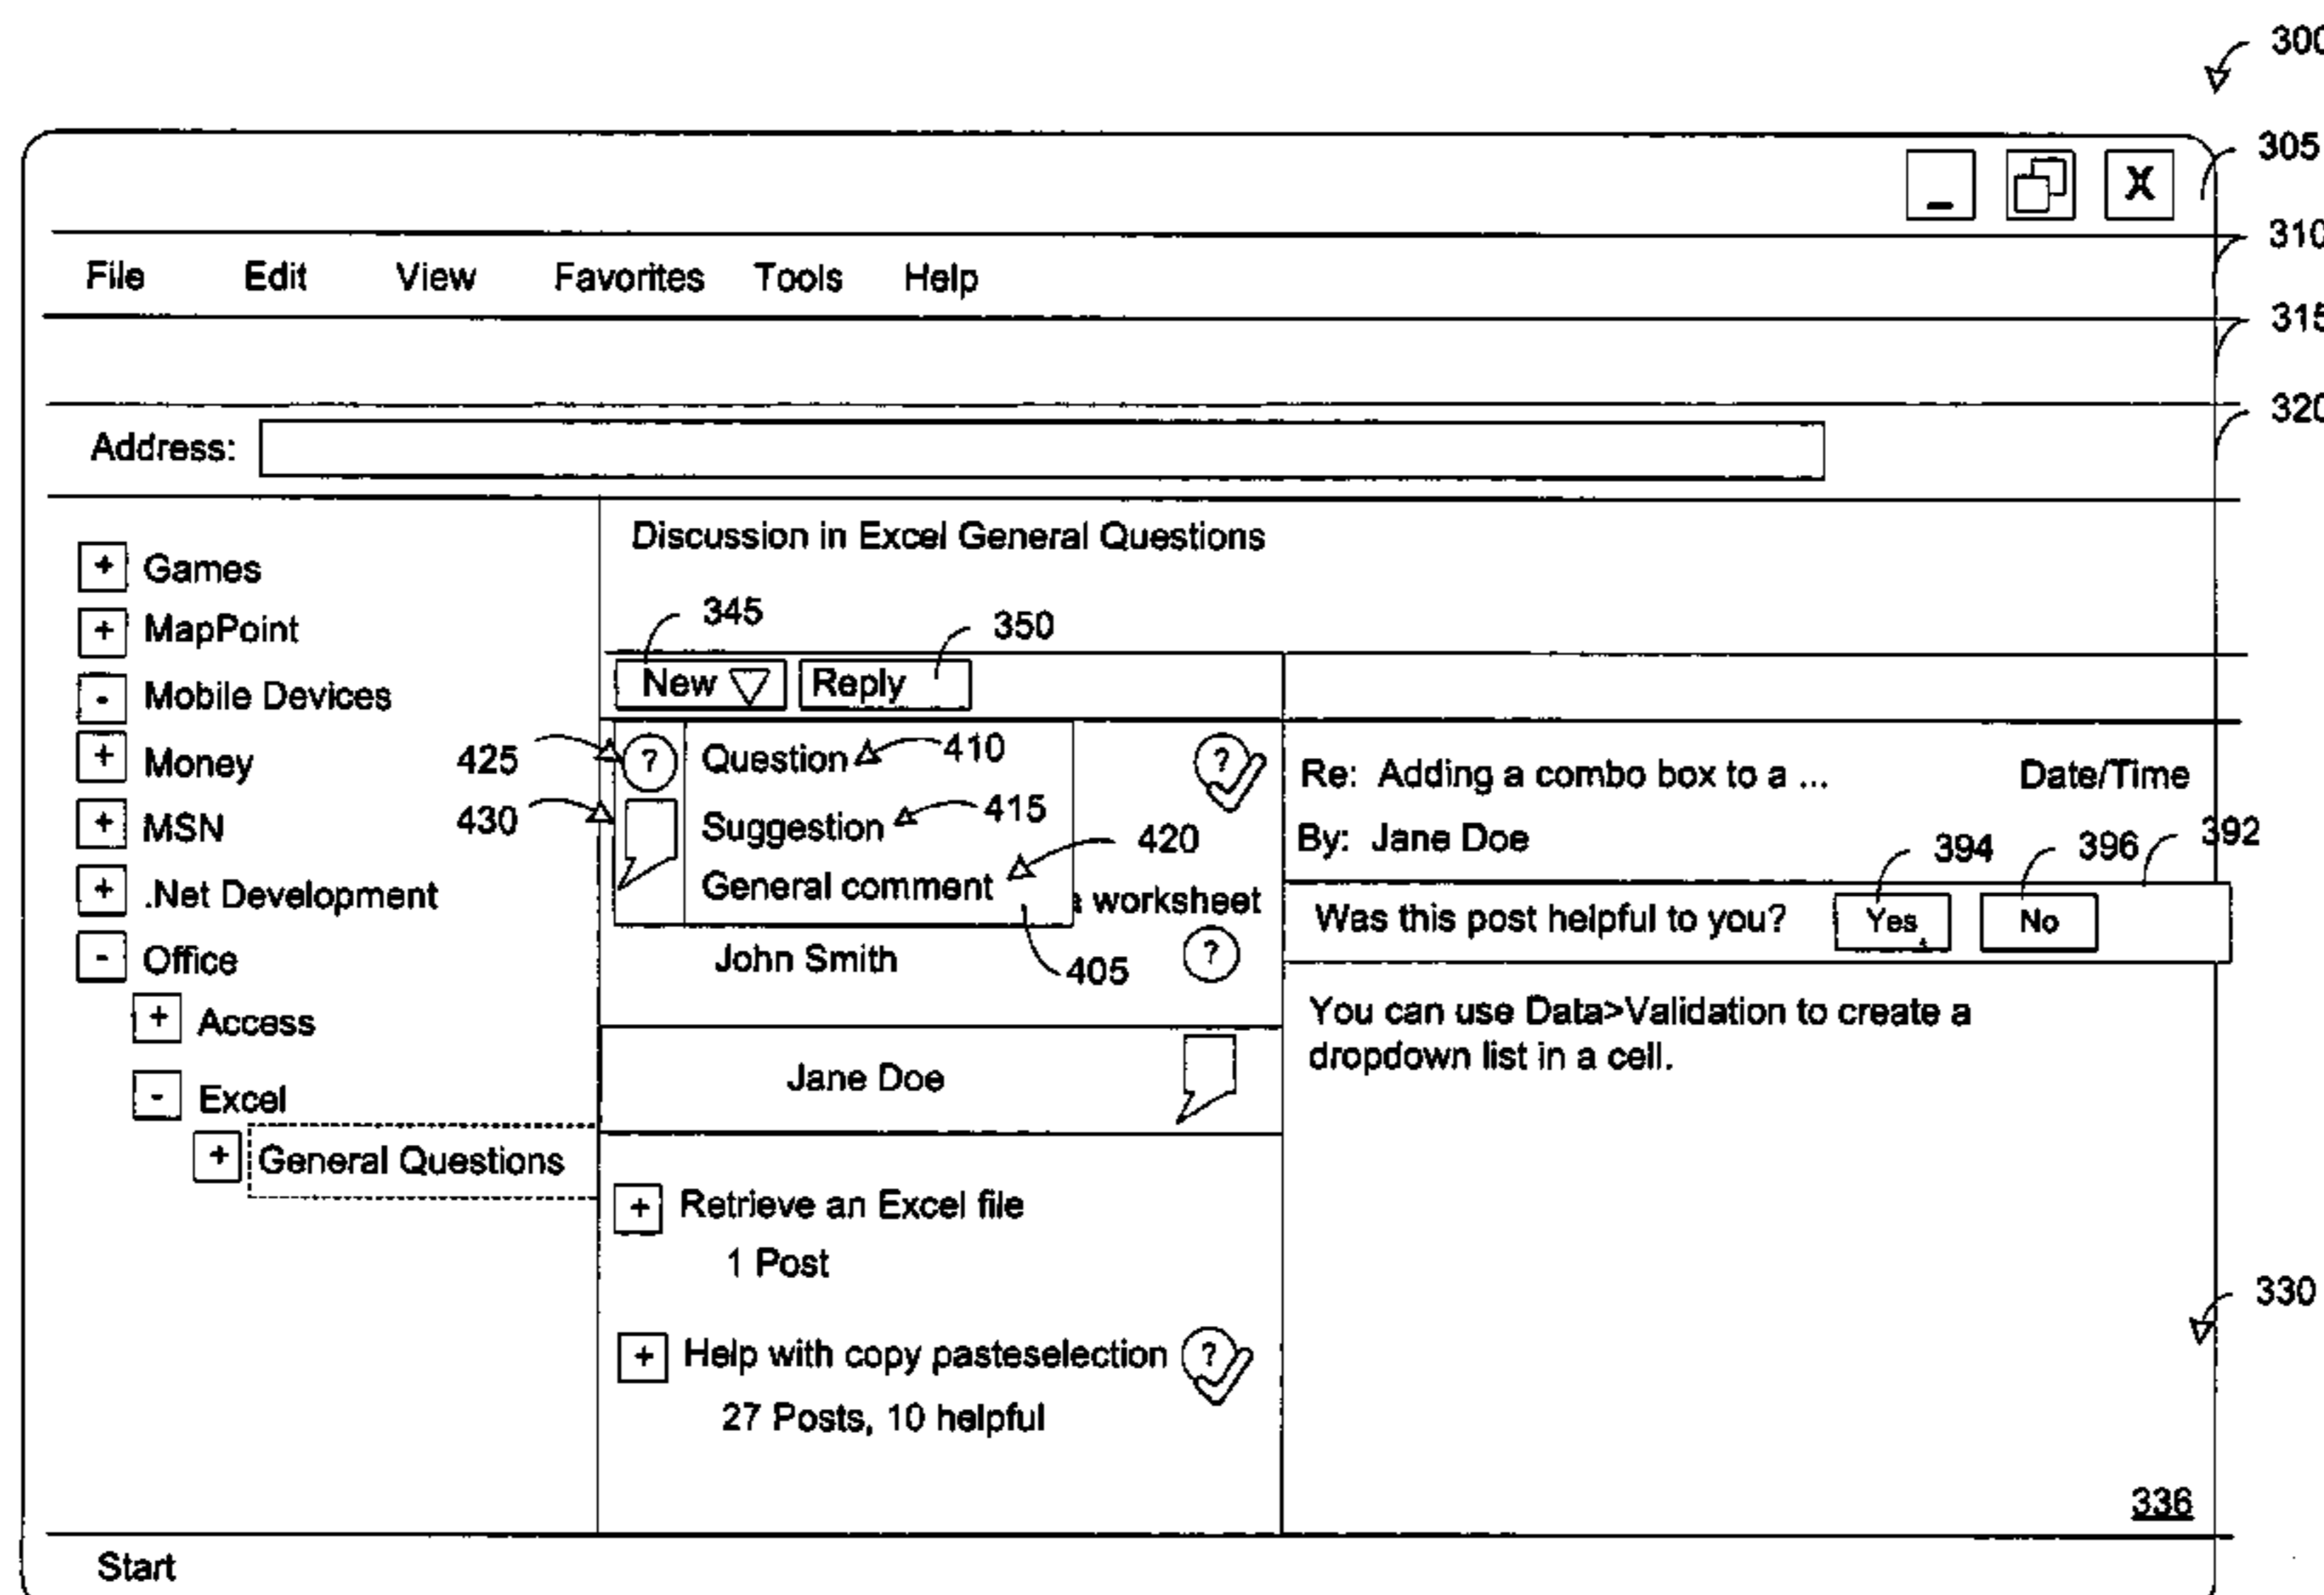 300
305
_ X
310
File Edit View Favorites Tools Help
315
320
Address:
Discussion in Excel General Questions
+ Games
+ MapPoint
- Mobile Devices
+ Money
+ MSN
+ .Net Development
- Office
+ Access
- Excel
+ General Questions
345
350
New Reply
425
? Question 410
?
430
Suggestion 415
General comment 420
worksheet
John Smith
405
?
Jane Doe
+ Retrieve an Excel file
1 Post
+ Help with copy pasteselection ?
27 Posts, 10 helpful
Re: Adding a combo box to a ... Date/Time
By: Jane Doe
394 396 392
Was this post helpful to you? Yes No
You can use Data>Validation to create a
dropdown list in a cell.
330
336
Start